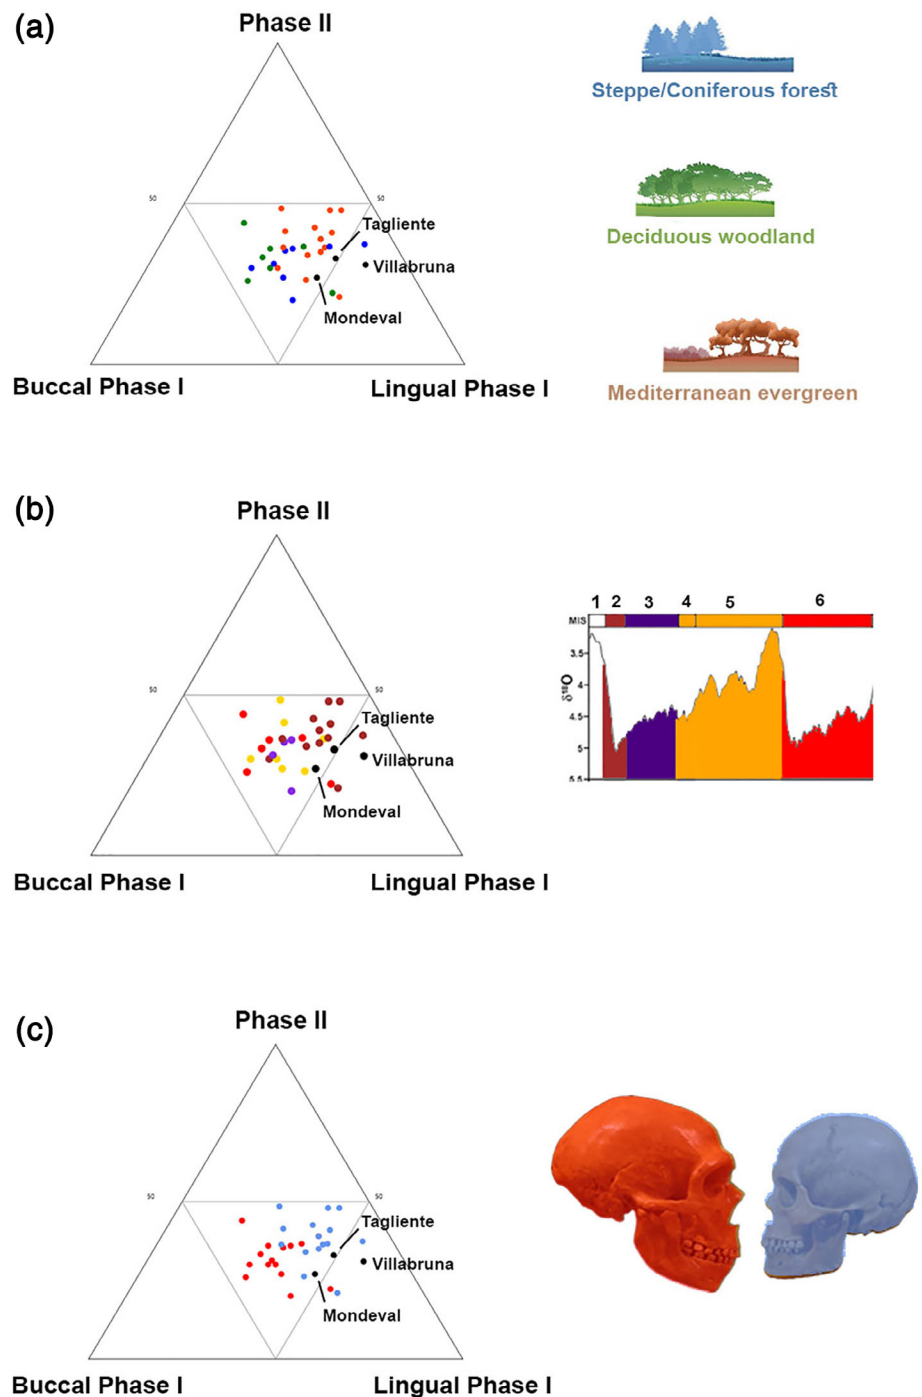 (a)
Phase II
50
50
Tagliente
Villabruna
Mondeval
Buccal Phase I
Lingual Phase I
Steppe/Coniferous forest
Deciduous woodland
Mediterranean evergreen
(b)
Phase II
50
50
Tagliente
Villabruna
Mondeval
Buccal Phase I
Lingual Phase I
1 2 3 4 5 6
MIS
3.5
4
4.5
5
5.5
δ¹⁸O
(c)
Phase II
50
50
Tagliente
Villabruna
Mondeval
Buccal Phase I
Lingual Phase I